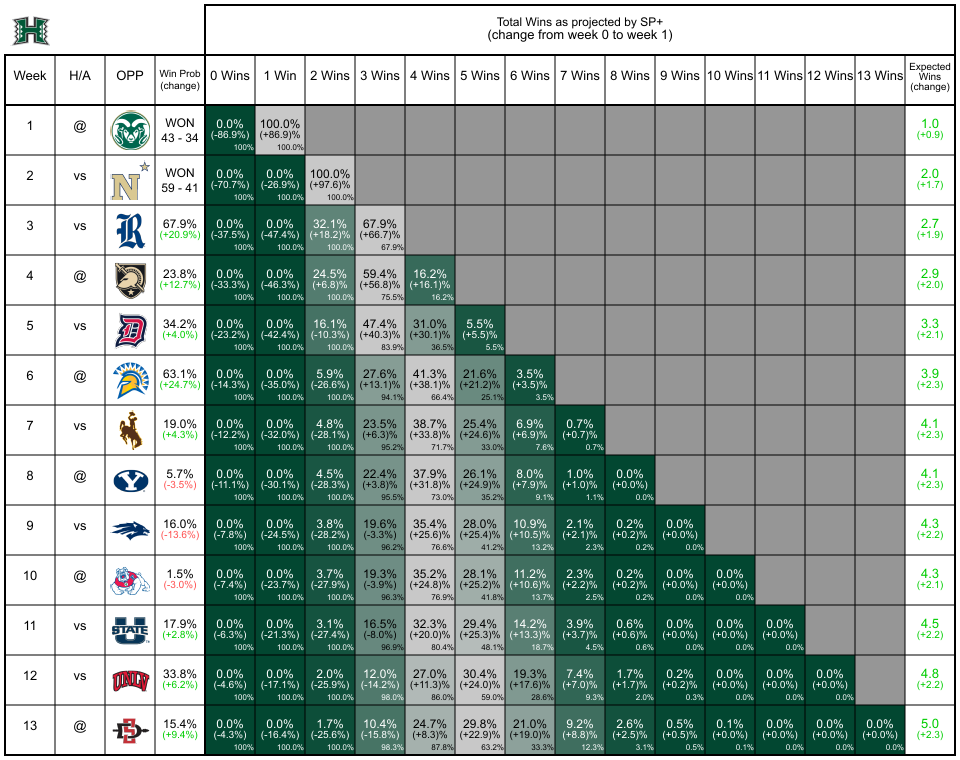 H
Total Wins as projected by SP+
(change from week 0 to week 1)
Week H/A OPP Win Prob (change) 0 Wins 1 Win 2 Wins 3 Wins 4 Wins 5 Wins 6 Wins 7 Wins 8 Wins 9 Wins 10 Wins 11 Wins 12 Wins 13 Wins Expected Wins (change)
1 @ WON 0.0% 100.0% 1.0
43 - 34 (-86.9%) (+86.9)% (+0.9)
100% 100.0%
2 vs N WON 0.0% 0.0% 100.0% 2.0
59 - 41 (-70.7%) (-26.9%) (+97.6)% (+1.7)
100% 100.0% 100.0%
3 vs R 67.9% 0.0% 0.0% 32.1% 67.9% 2.7
(+20.9%) (-37.5%) (-47.4%) (+18.2)% (+66.7)% (+1.9)
100% 100.0% 100.0% 67.9%
4 @ 23.8% 0.0% 0.0% 24.5% 59.4% 16.2% 2.9
(+12.7%) (-33.3%) (-46.3%) (+6.8)% (+56.8)% (+16.1)% (+2.0)
100% 100.0% 100.0% 75.5% 16.2%
5 vs D 34.2% 0.0% 0.0% 16.1% 47.4% 31.0% 5.5% 3.3
(+4.0%) (-23.2%) (-42.4%) (-10.3%) (+40.3)% (+30.1)% (+5.5)% (+2.1)
100% 100.0% 100.0% 83.9% 36.5% 5.5%
6 @ 63.1% 0.0% 0.0% 5.9% 27.6% 41.3% 21.6% 3.5% 3.9
(+24.7%) (-14.3%) (-35.0%) (-26.6%) (+13.1)% (+38.1)% (+21.2)% (+3.5)% (+2.3)
100% 100.0% 100.0% 94.1% 66.4% 25.1% 3.5%
7 vs 19.0% 0.0% 0.0% 4.8% 23.5% 38.7% 25.4% 6.9% 0.7% 4.1
(+4.3%) (-12.2%) (-32.0%) (-28.1%) (+6.3)% (+33.8)% (+24.6)% (+6.9)% (+0.7)% (+2.3)
100% 100.0% 100.0% 95.2% 71.7% 33.0% 7.6% 0.7%
8 @ Y 5.7% 0.0% 0.0% 4.5% 22.4% 37.9% 26.1% 8.0% 1.0% 0.0% 4.1
(-3.5%) (-11.1%) (-30.1%) (-28.3%) (+3.8)% (+31.8)% (+24.9)% (+7.9)% (+1.0)% (+0.0)% (+2.3)
100% 100.0% 100.0% 95.5% 73.0% 35.2% 9.1% 1.1% 0.0%
9 vs 16.0% 0.0% 0.0% 3.8% 19.6% 35.4% 28.0% 10.9% 2.1% 0.2% 0.0% 4.3
(-13.6%) (-7.8%) (-24.5%) (-28.2%) (-3.3%) (+25.6)% (+25.4)% (+10.5)% (+2.1)% (+0.2)% (+0.0)% (+2.2)
100% 100.0% 100.0% 96.2% 76.6% 41.2% 13.2% 2.3% 0.2% 0.0%
10 @ 1.5% 0.0% 0.0% 3.7% 19.3% 35.2% 28.1% 11.2% 2.3% 0.2% 0.0% 0.0% 4.3
(-3.0%) (-7.4%) (-23.7%) (-27.9%) (-3.9%) (+24.8)% (+25.2)% (+10.6)% (+2.2)% (+0.2)% (+0.0)% (+0.0)% (+2.1)
100% 100.0% 100.0% 96.3% 76.9% 41.8% 13.7% 2.5% 0.2% 0.0% 0.0%
11 vs U STATE 17.9% 0.0% 0.0% 3.1% 16.5% 32.3% 29.4% 14.2% 3.9% 0.6% 0.0% 0.0% 0.0% 4.5
(+2.8%) (-6.3%) (-21.3%) (-27.4%) (-8.0%) (+20.0)% (+25.3)% (+13.3)% (+3.7)% (+0.6)% (+0.0)% (+0.0)% (+0.0)% (+2.2)
100% 100.0% 100.0% 96.9% 80.4% 48.1% 18.7% 4.5% 0.6% 0.0% 0.0% 0.0%
12 vs UNLV 33.8% 0.0% 0.0% 2.0% 12.0% 27.0% 30.4% 19.3% 7.4% 1.7% 0.2% 0.0% 0.0% 0.0% 4.8
(+6.2%) (-4.6%) (-17.1%) (-25.9%) (-14.2%) (+11.3)% (+24.0)% (+17.6)% (+7.0)% (+1.7)% (+0.2)% (+0.0)% (+0.0)% (+0.0)% (+2.2)
100% 100.0% 100.0% 98.0% 86.0% 59.0% 28.6% 9.3% 2.0% 0.3% 0.0% 0.0% 0.0%
13 @ SD 15.4% 0.0% 0.0% 1.7% 10.4% 24.7% 29.8% 21.0% 9.2% 2.6% 0.5% 0.1% 0.0% 0.0% 0.0% 5.0
(+9.4%) (-4.3%) (-16.4%) (-25.6%) (-15.8%) (+8.3)% (+22.9)% (+19.0)% (+8.8)% (+2.5)% (+0.5)% (+0.0)% (+0.0)% (+0.0)% (+0.0)% (+2.3)
100% 100.0% 100.0% 98.3% 87.8% 63.2% 33.3% 12.3% 3.1% 0.5% 0.1% 0.0% 0.0% 0.0%